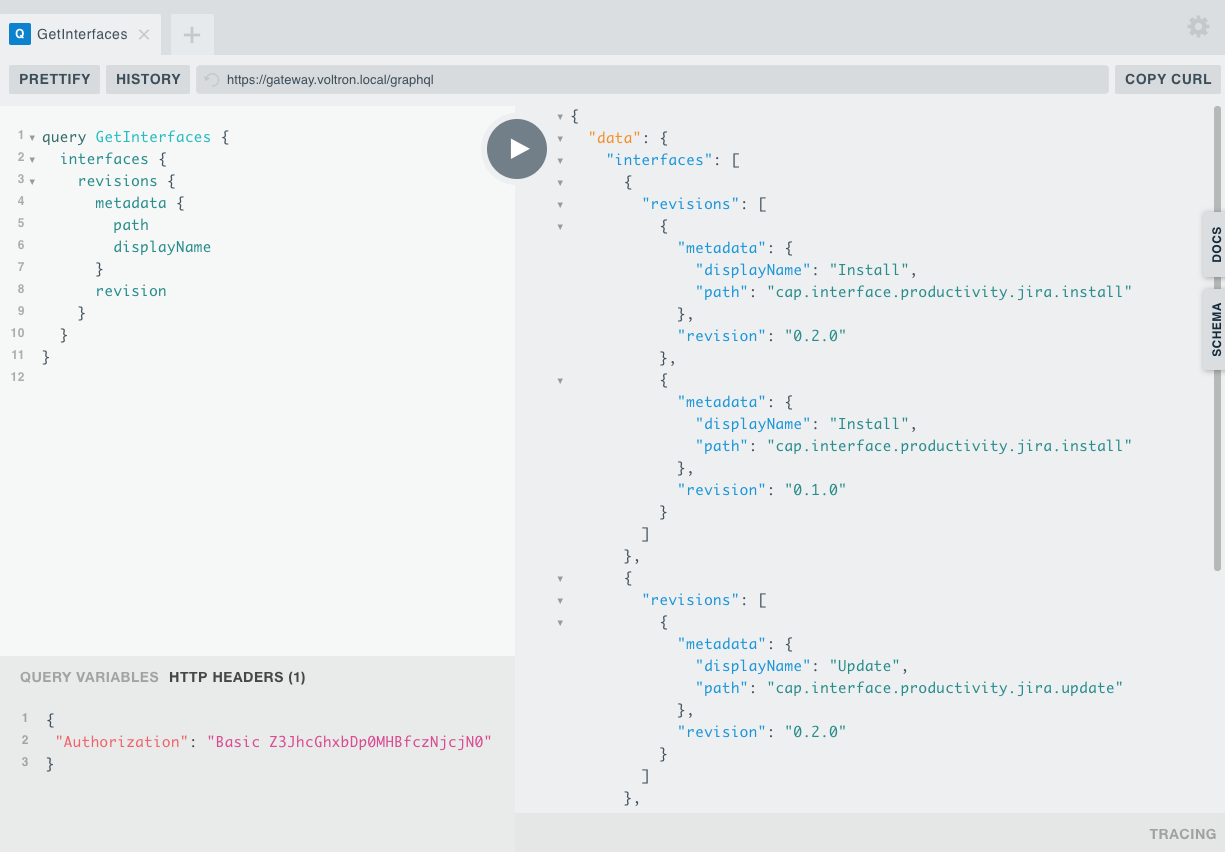 Q GetInterfaces
PRETTIFY HISTORY https://gateway.voltron.local/graphql COPY CURL
1 query GetInterfaces {
2 interfaces {
3 revisions {
4 metadata {
5 path
6 displayName
7 }
8 revision
9 }
10 }
11 }
12
QUERY VARIABLES HTTP HEADERS (1)
1 {
2 "Authorization": "Basic Z3JhcGhxbDp0MHBfczNjcjN0"
3 }
{
"data": {
"interfaces": [
{
"revisions": [
{
"metadata": {
"displayName": "Install",
"path": "cap.interface.productivity.jira.install"
},
"revision": "0.2.0"
},
{
"metadata": {
"displayName": "Install",
"path": "cap.interface.productivity.jira.install"
},
"revision": "0.1.0"
}
]
},
{
"revisions": [
{
"metadata": {
"displayName": "Update",
"path": "cap.interface.productivity.jira.update"
},
"revision": "0.2.0"
}
]
},
DOCS
SCHEMA
TRACING